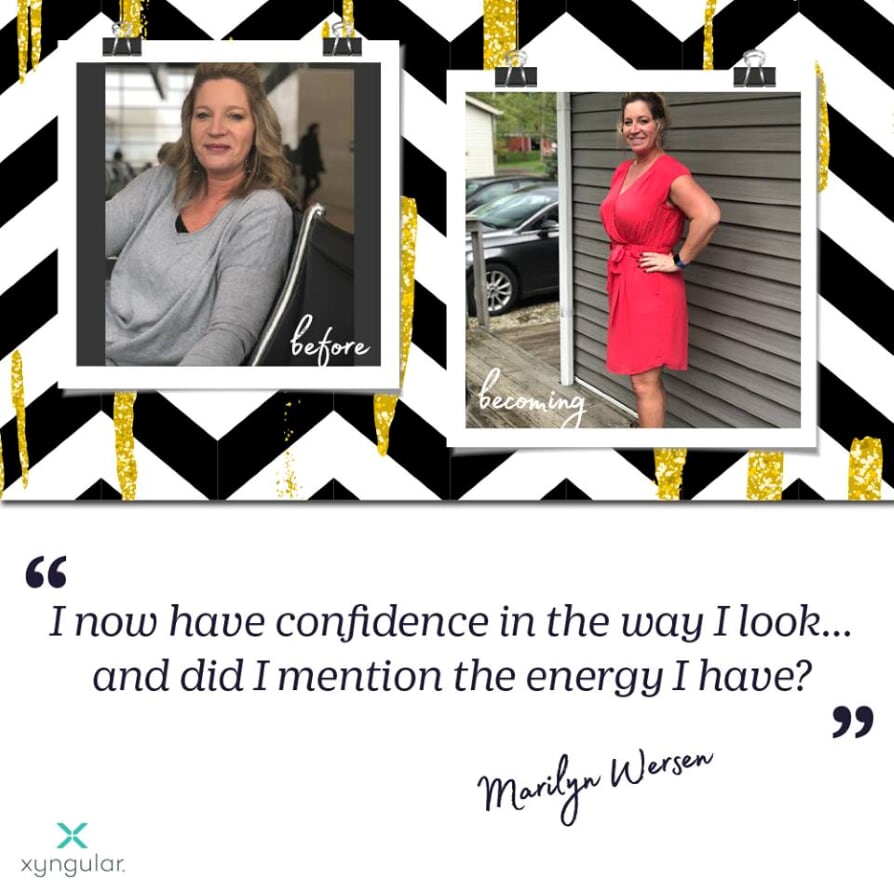 before
becoming
“
I now have confidence in the way I look...
and did I mention the energy I have?
”
Marilyn Wersen
xyngular.